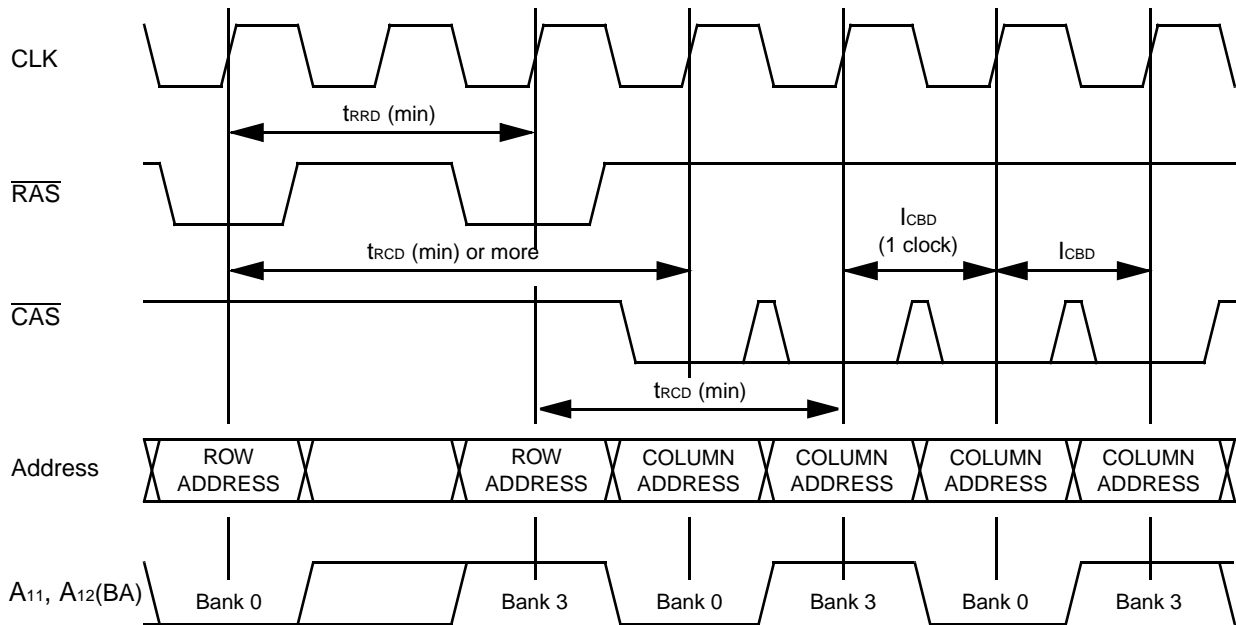 CLK
tRRD (min)
RAS
ICBD
(1 clock)
tRCD (min) or more
ICBD
CAS
tRCD (min)
Address
ROW
ADDRESS
ROW
ADDRESS
COLUMN
ADDRESS
COLUMN
ADDRESS
COLUMN
ADDRESS
COLUMN
ADDRESS
A11, A12(BA)
Bank 0
Bank 3
Bank 0
Bank 3
Bank 0
Bank 3